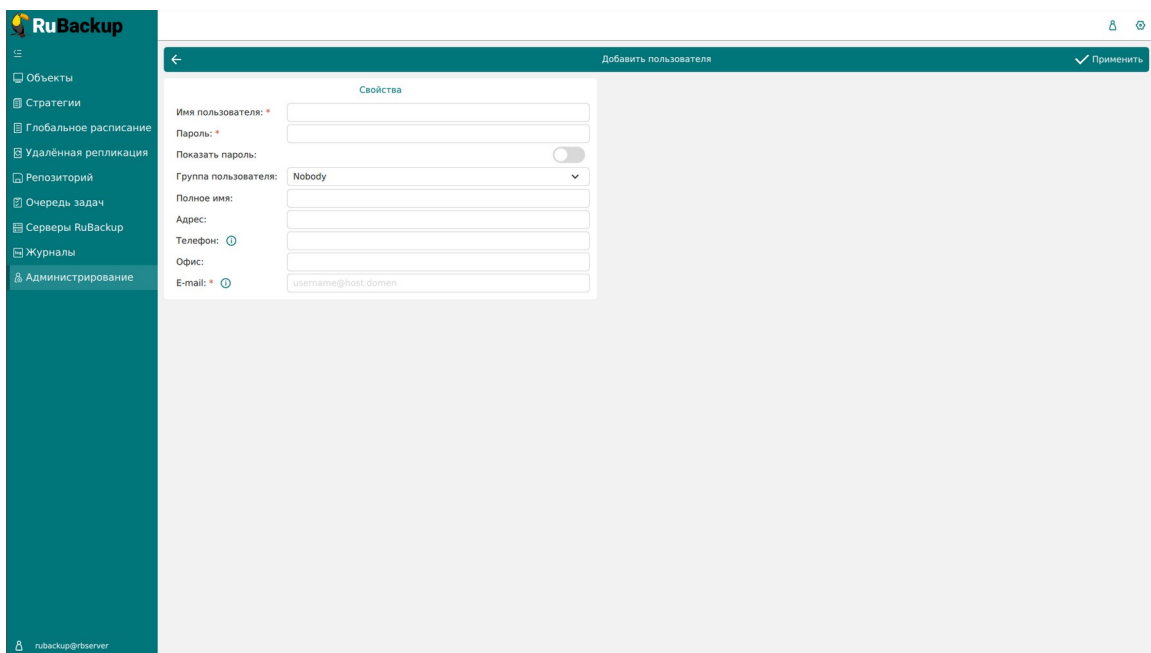 RuBackup
Объекты
Стратегии
Глобальное расписание
Удалённая репликация
Репозиторий
Очередь задач
Серверы RuBackup
Журналы
Администрирование
rubackup@rbserver
Добавить пользователя
Применить
Свойства
Имя пользователя: *
Пароль: *
Показать пароль:
Группа пользователя: Nobody
Полное имя:
Адрес:
Телефон:
Офис:
E-mail: * username@host.domen